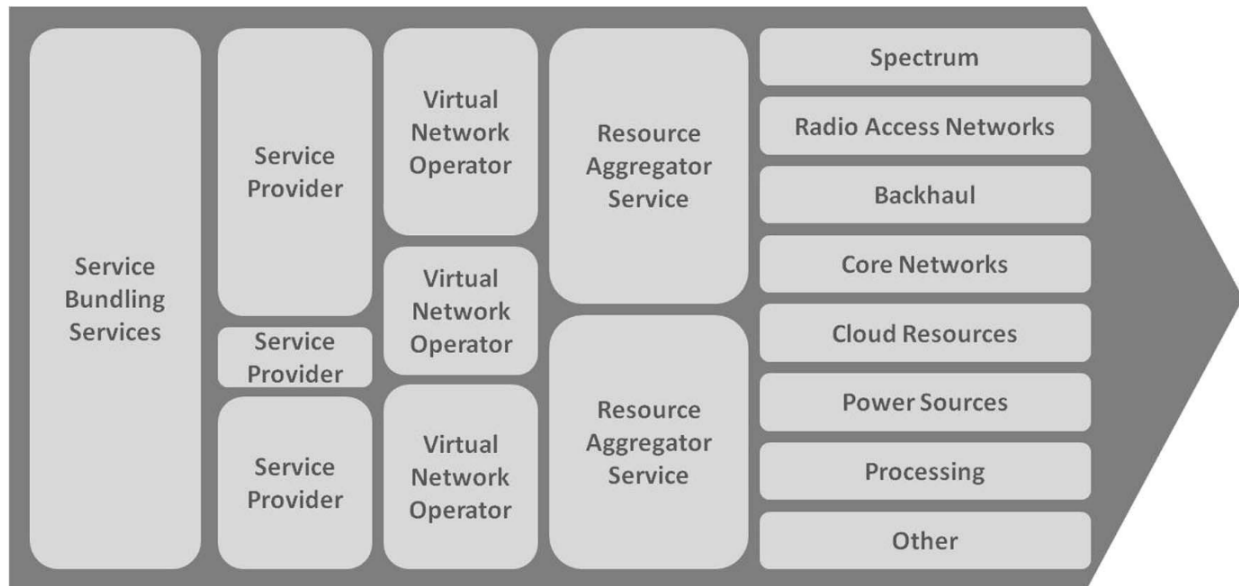 Service
Bundling
Services
Service
Provider
Service
Provider
Service
Provider
Virtual
Network
Operator
Virtual
Network
Operator
Virtual
Network
Operator
Resource
Aggregator
Service
Resource
Aggregator
Service
Spectrum
Radio Access Networks
Backhaul
Core Networks
Cloud Resources
Power Sources
Processing
Other